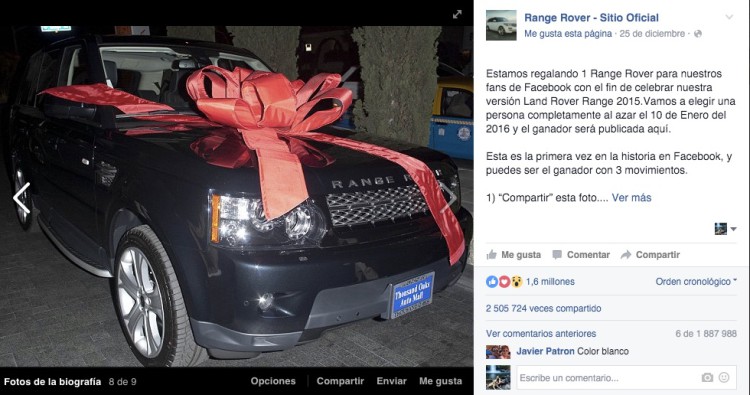 Range Rover - Sitio Oficial
Me gusta esta página · 25 de diciembre ·
Estamos regalando 1 Range Rover para nuestros
fans de Facebook con el fin de celebrar nuestra
versión Land Rover Range 2015.Vamos a elegir una
persona completamente al azar el 10 de Enero del
2016 y el ganador será publicada aquí.
Esta es la primera vez en la historia en Facebook, y
puedes ser el ganador con 3 movimientos.
1) “Compartir” esta foto.... Ver más
Me gusta Comentar Compartir
1,6 millones Orden cronológico
2 505 724 veces compartido
Ver comentarios anteriores 6 de 1 887 988
Javier Patron Color blanco
Escribe un comentario...
RANGE ROVER
Thousand Oaks
Auto Mall
Fotos de la biografía 8 de 9
Opciones Compartir Enviar Me gusta